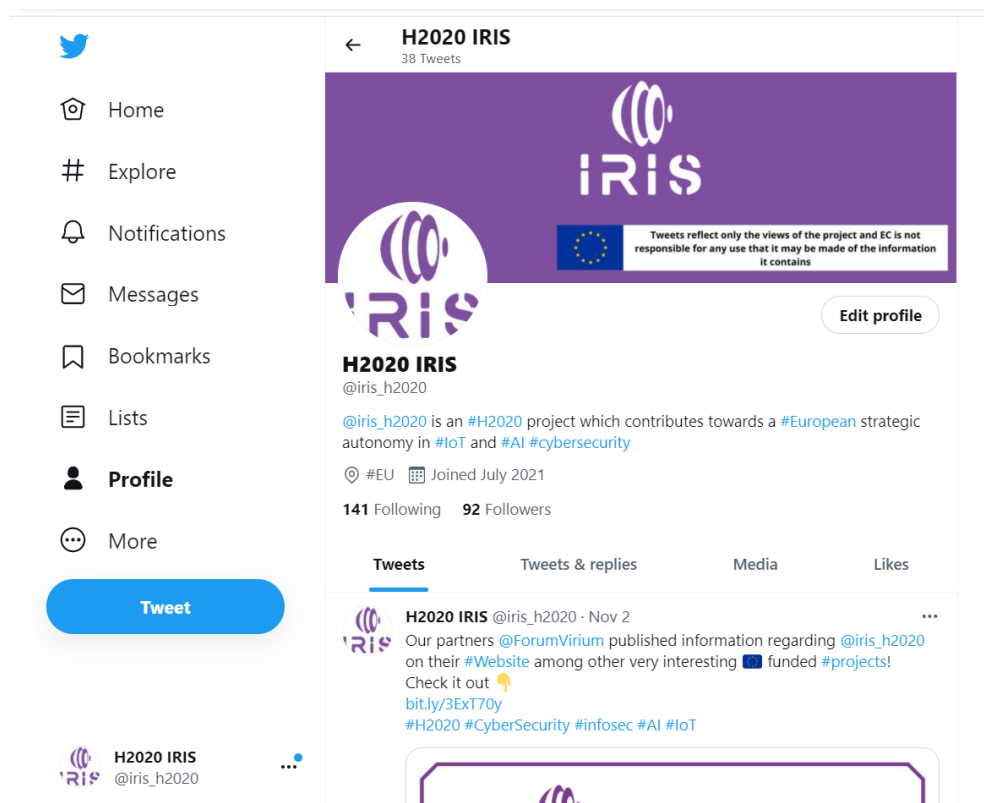 H2020 IRIS
38 Tweets
Home
Explore
Notifications
Messages
Bookmarks
Lists
Profile
More
Tweet
H2020 IRIS
@iris_h2020
IRIS
Tweets reflect only the views of the project and EC is not
responsible for any use that it may be made of the information
it contains
IRIS
Edit profile
H2020 IRIS
@iris_h2020
@iris_h2020 is an #H2020 project which contributes towards a #European strategic
autonomy in #IoT and #AI #cybersecurity
#EU Joined July 2021
141 Following 92 Followers
Tweets Tweets & replies Media Likes
IRIS
H2020 IRIS @iris_h2020 · Nov 2
Our partners @ForumVirium published information regarding @iris_h2020
on their #Website among other very interesting 🇪🇺 funded #projects!
Check it out 👇
bit.ly/3ExT70y
#H2020 #CyberSecurity #infosec #AI #IoT
IRIS